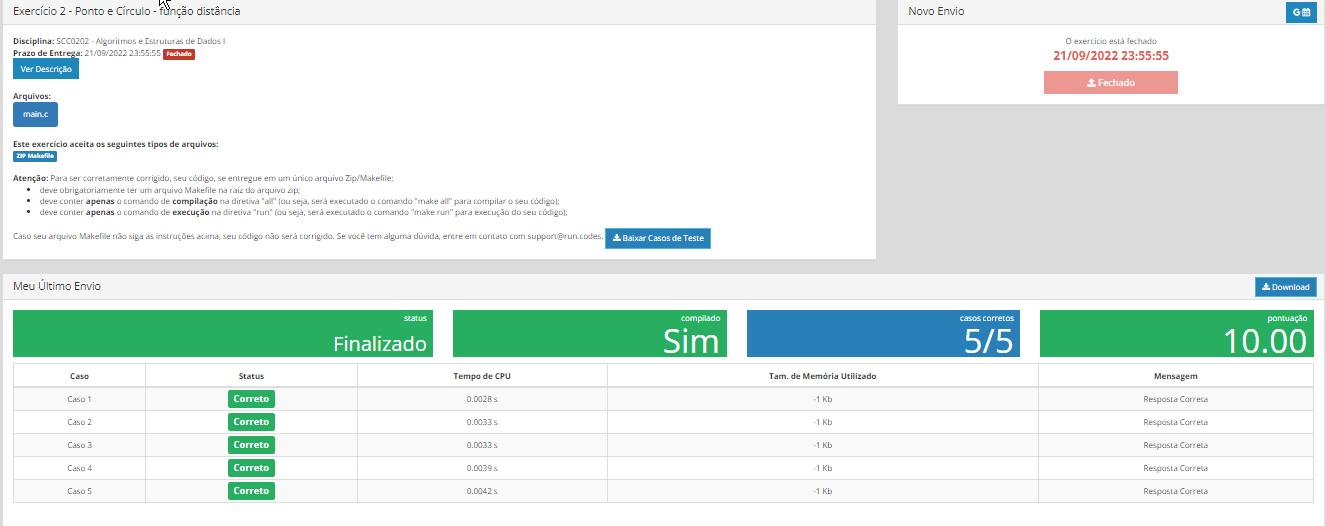 Exercício 2 - Ponto e Círculo - função distância
Disciplina: SCC0202 - Algoritmos e Estruturas de Dados I
Prazo de Entrega: 21/09/2022 23:55:55 Fechado
Ver Descrição
Arquivos:
main.c
Este exercício aceita os seguintes tipos de arquivos:
ZIP Makefile
Atenção: Para ser corretamente corrigido, seu código, se entregue em um único arquivo Zip/Makefile:
deve obrigatoriamente ter um arquivo Makefile na raíz do arquivo zip;
deve conter apenas o comando de compilação na diretiva "all" (ou seja, será executado o comando "make all" para compilar o seu código);
deve conter apenas o comando de execução na diretiva "run" (ou seja, será executado o comando "make run" para execução do seu código);
Caso seu arquivo Makefile não siga as instruções acima, seu código não será corrigido. Se você tem alguma dúvida, entre em contato com support@run.codes. Baixar Casos de Teste
Novo Envio
G
O exercício está fechado
21/09/2022 23:55:55
Fechado
Meu Último Envio
Download
status
Finalizado
compilado
Sim
casos corretos
5/5
pontuação
10.00
Caso Status Tempo de CPU Tam. de Memória Utilizado Mensagem
Caso 1 Correto 0.0028 s -1 Kb Resposta Correta
Caso 2 Correto 0.0033 s -1 Kb Resposta Correta
Caso 3 Correto 0.0033 s -1 Kb Resposta Correta
Caso 4 Correto 0.0039 s -1 Kb Resposta Correta
Caso 5 Correto 0.0042 s -1 Kb Resposta Correta